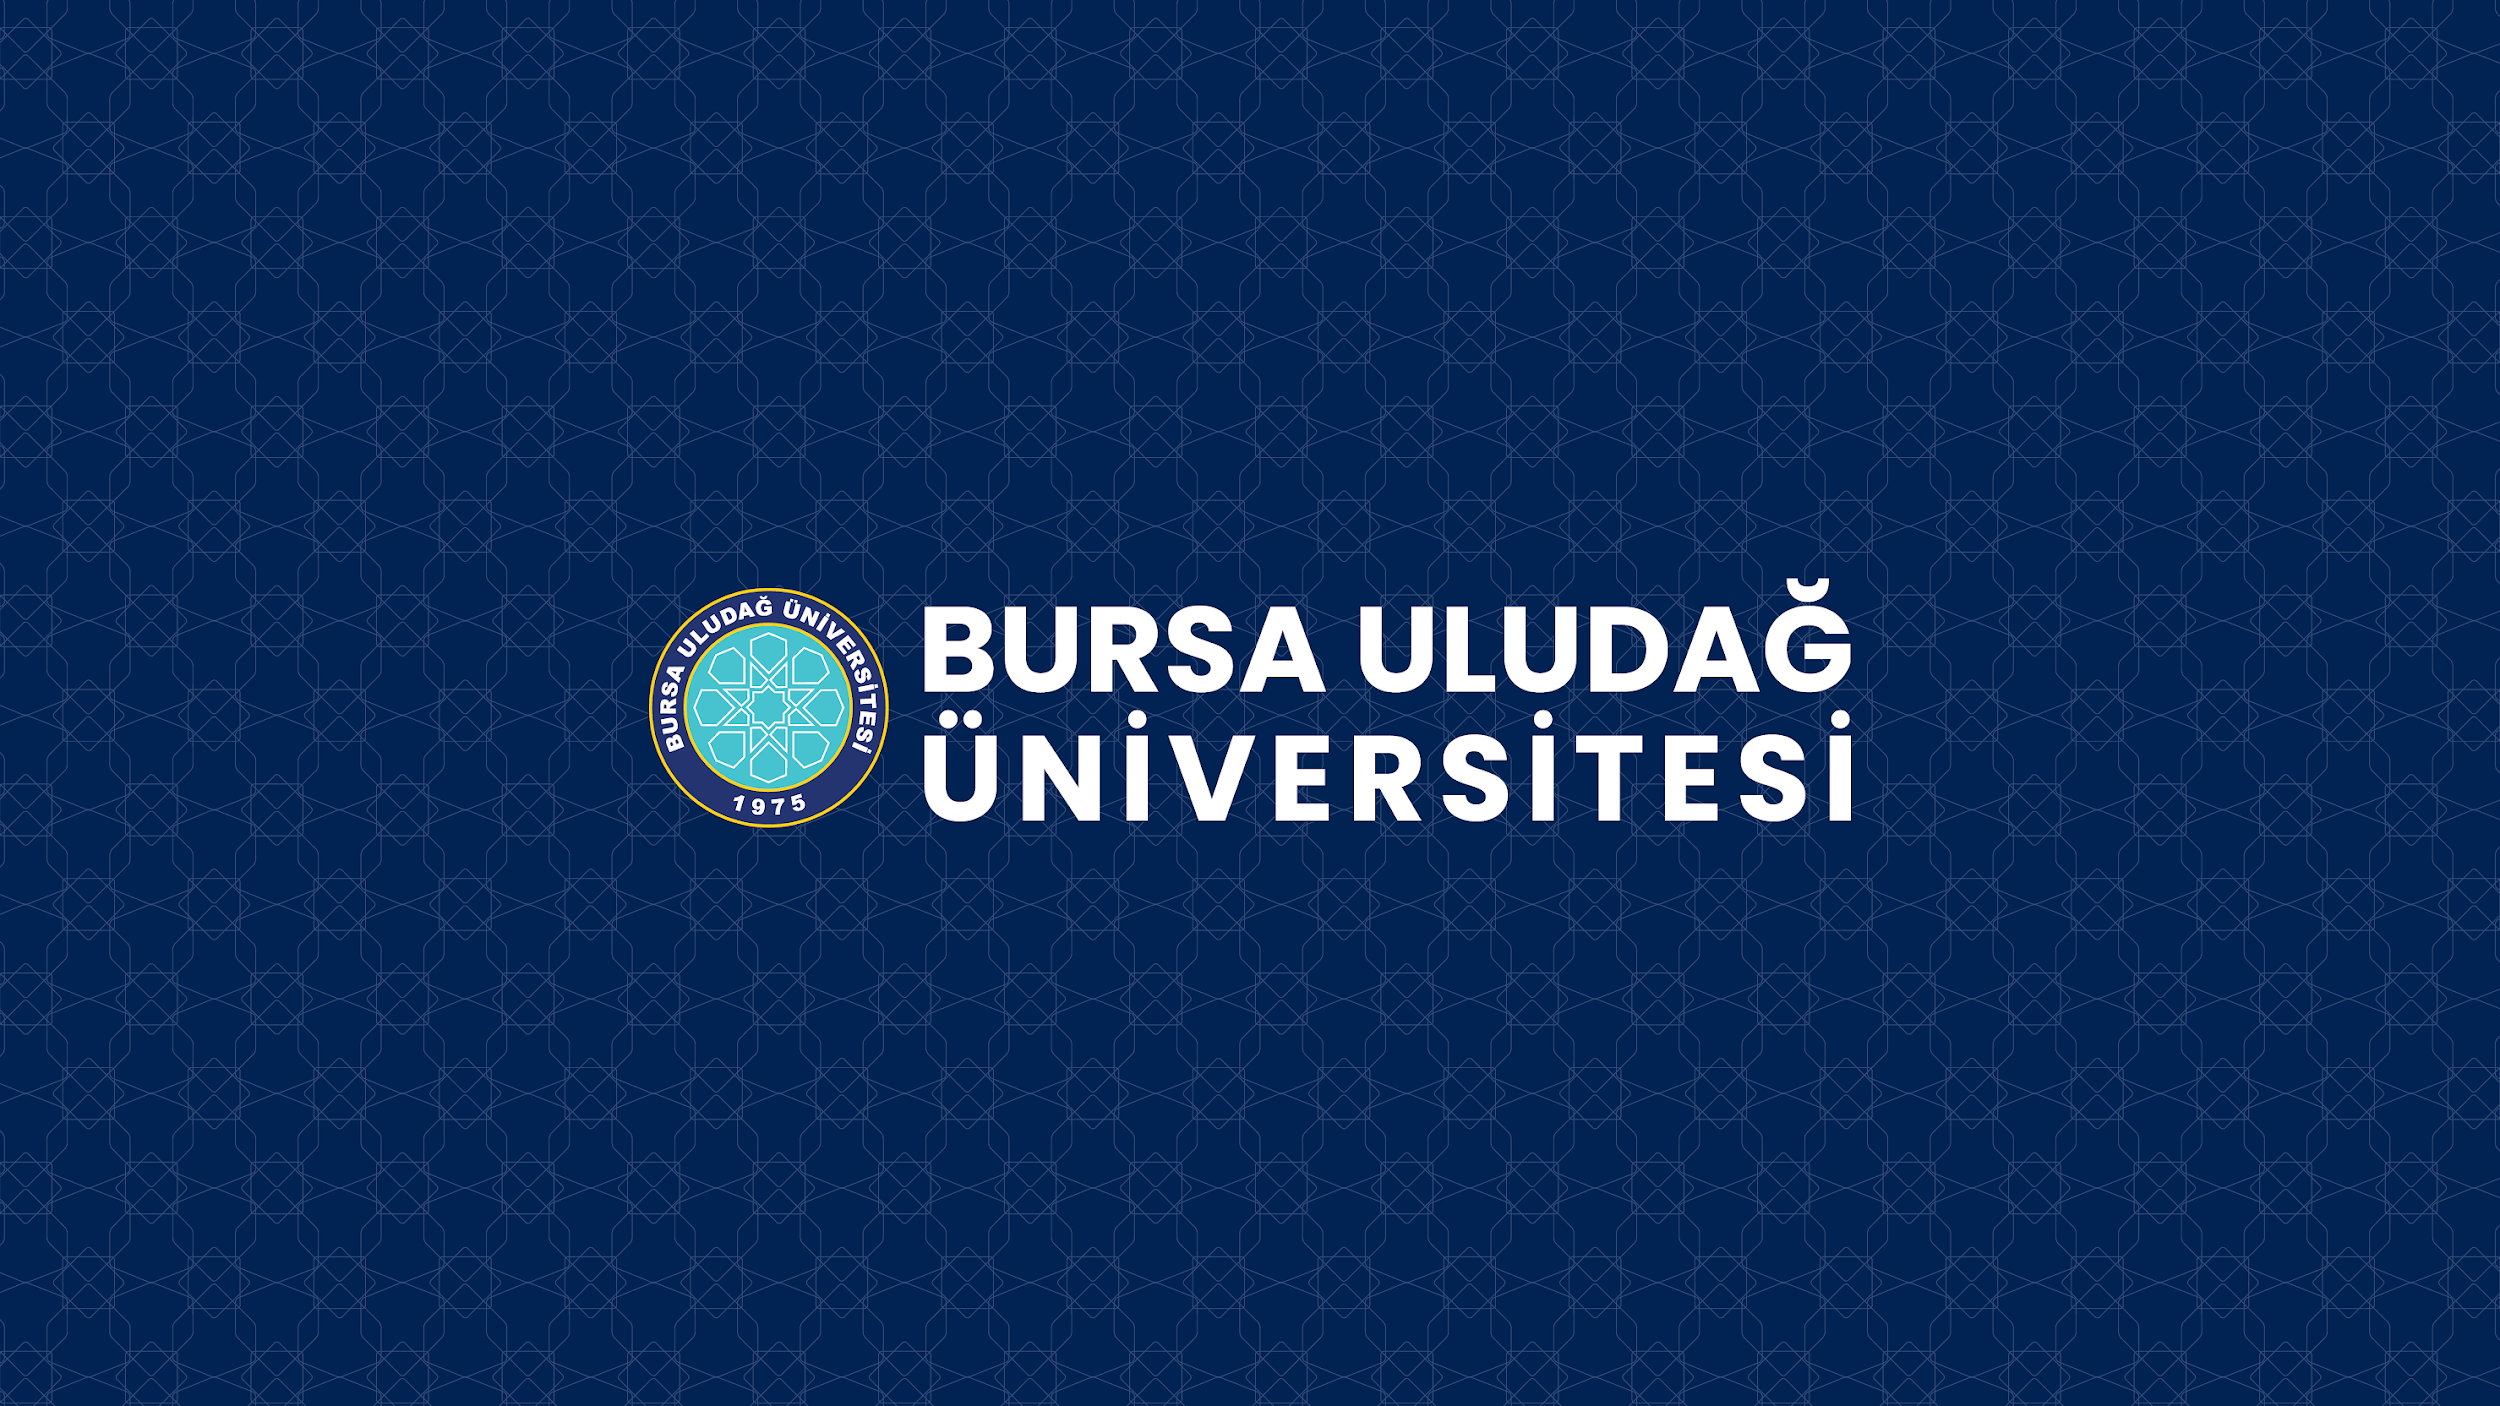 BURSA ULUDAĞ ÜNİVERSİTESİ
1975
BURSA ULUDAĞ
ÜNİVERSİTESİ